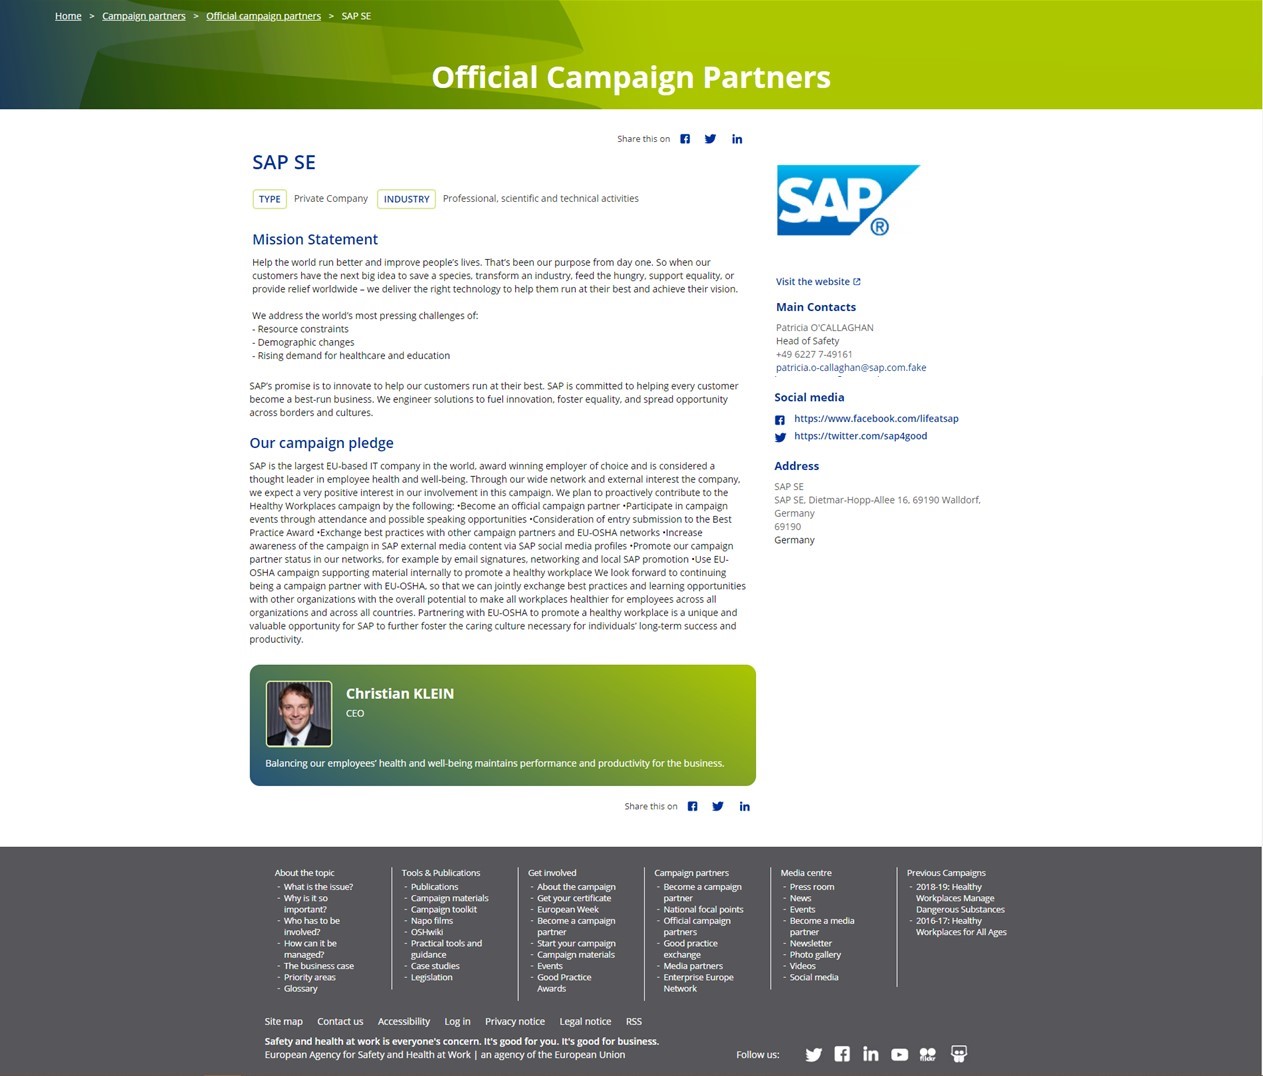 Home > Campaign partners > Official campaign partners > SAP SE
Official Campaign Partners
Share this on
SAP SE
TYPE Private Company INDUSTRY Professional, scientific and technical activities
Mission Statement
Help the world run better and improve people's lives. That's been our purpose from day one. So when our
customers have the next big idea to save a species, transform an industry, feed the hungry, support equality, or
provide relief worldwide – we deliver the right technology to help them run at their best and achieve their vision.
We address the world's most pressing challenges of:
- Resource constraints
- Demographic changes
- Rising demand for healthcare and education
SAP's promise is to innovate to help our customers run at their best. SAP is committed to helping every customer
become a best-run business. We engineer solutions to fuel innovation, foster equality, and spread opportunity
across borders and cultures.
Our campaign pledge
SAP is the largest EU-based IT company in the world, award winning employer of choice and is considered a
thought leader in employee health and well-being. Through our wide network and external interest the company,
we expect a very positive interest in our involvement in this campaign. We plan to proactively contribute to the
Healthy Workplaces campaign by the following: •Become an official campaign partner •Participate in campaign
events through attendance and possible speaking opportunities •Consideration of entry submission to the Best
Practice Award •Exchange best practices with other campaign partners and EU-OSHA networks •Increase
awareness of the campaign in SAP external media content via SAP social media profiles •Promote our campaign
partner status in our networks, for example by email signatures, networking and local SAP promotion •Use EU-
OSHA campaign supporting material internally to promote a healthy workplace We look forward to continuing
being a campaign partner with EU-OSHA, so that we can jointly exchange best practices and learning opportunities
with other organizations with the overall potential to make all workplaces healthier for employees across all
organizations and across all countries. Partnering with EU-OSHA to promote a healthy workplace is a unique and
valuable opportunity for SAP to further foster the caring culture necessary for individuals' long-term success and
productivity.
Christian KLEIN
CEO
Balancing our employees' health and well-being maintains performance and productivity for the business.
Share this on
SAP®
Visit the website
Main Contacts
Patricia O'CALLAGHAN
Head of Safety
+49 6227 7-49161
patricia.o-callaghan@sap.com.fake
Social media
https://www.facebook.com/lifeatsap
https://twitter.com/sap4good
Address
SAP SE
SAP SE, Dietmar-Hopp-Allee 16, 69190 Walldorf,
Germany
69190
Germany
About the topic
- What is the issue?
- Why is it so
important?
- Who has to be
involved?
- How can it be
managed?
- The business case
- Priority areas
- Glossary
Tools & Publications
- Publications
- Campaign materials
- Campaign toolkit
- Napo films
- OSHwiki
- Practical tools and
guidance
- Case studies
- Legislation
Get involved
- About the campaign
- Get your certificate
- European Week
- Become a campaign
partner
- Start your campaign
- Campaign materials
- Events
- Good Practice
Awards
Campaign partners
- Become a campaign
partner
- National focal points
- Official campaign
partners
- Good practice
exchange
- Media partners
- Enterprise Europe
Network
Media centre
- Press room
- News
- Events
- Become a media
partner
- Newsletter
- Photo gallery
- Videos
- Social media
Previous Campaigns
- 2018-19: Healthy
Workplaces Manage
Dangerous Substances
- 2016-17: Healthy
Workplaces for All Ages
Site map Contact us Accessibility Log in Privacy notice Legal notice RSS
Safety and health at work is everyone's concern. It's good for you. It's good for business.
European Agency for Safety and Health at Work | an agency of the European Union
Follow us:
flickr